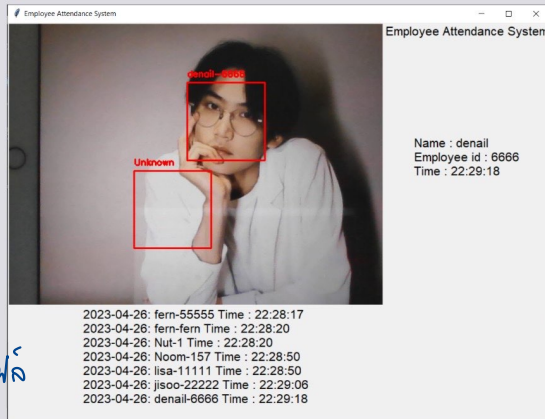 Employee Attendance System
Employee Attendance System
denail-6666
Unknown
Name : denail
Employee id : 6666
Time : 22:29:18
2023-04-26: fern-55555 Time : 22:28:17
2023-04-26: fern-fern Time : 22:28:20
2023-04-26: Nut-1 Time : 22:28:20
2023-04-26: Noom-157 Time : 22:28:50
2023-04-26: lisa-11111 Time : 22:28:50
2023-04-26: jisoo-22222 Time : 22:29:06
2023-04-26: denail-6666 Time : 22:29:18